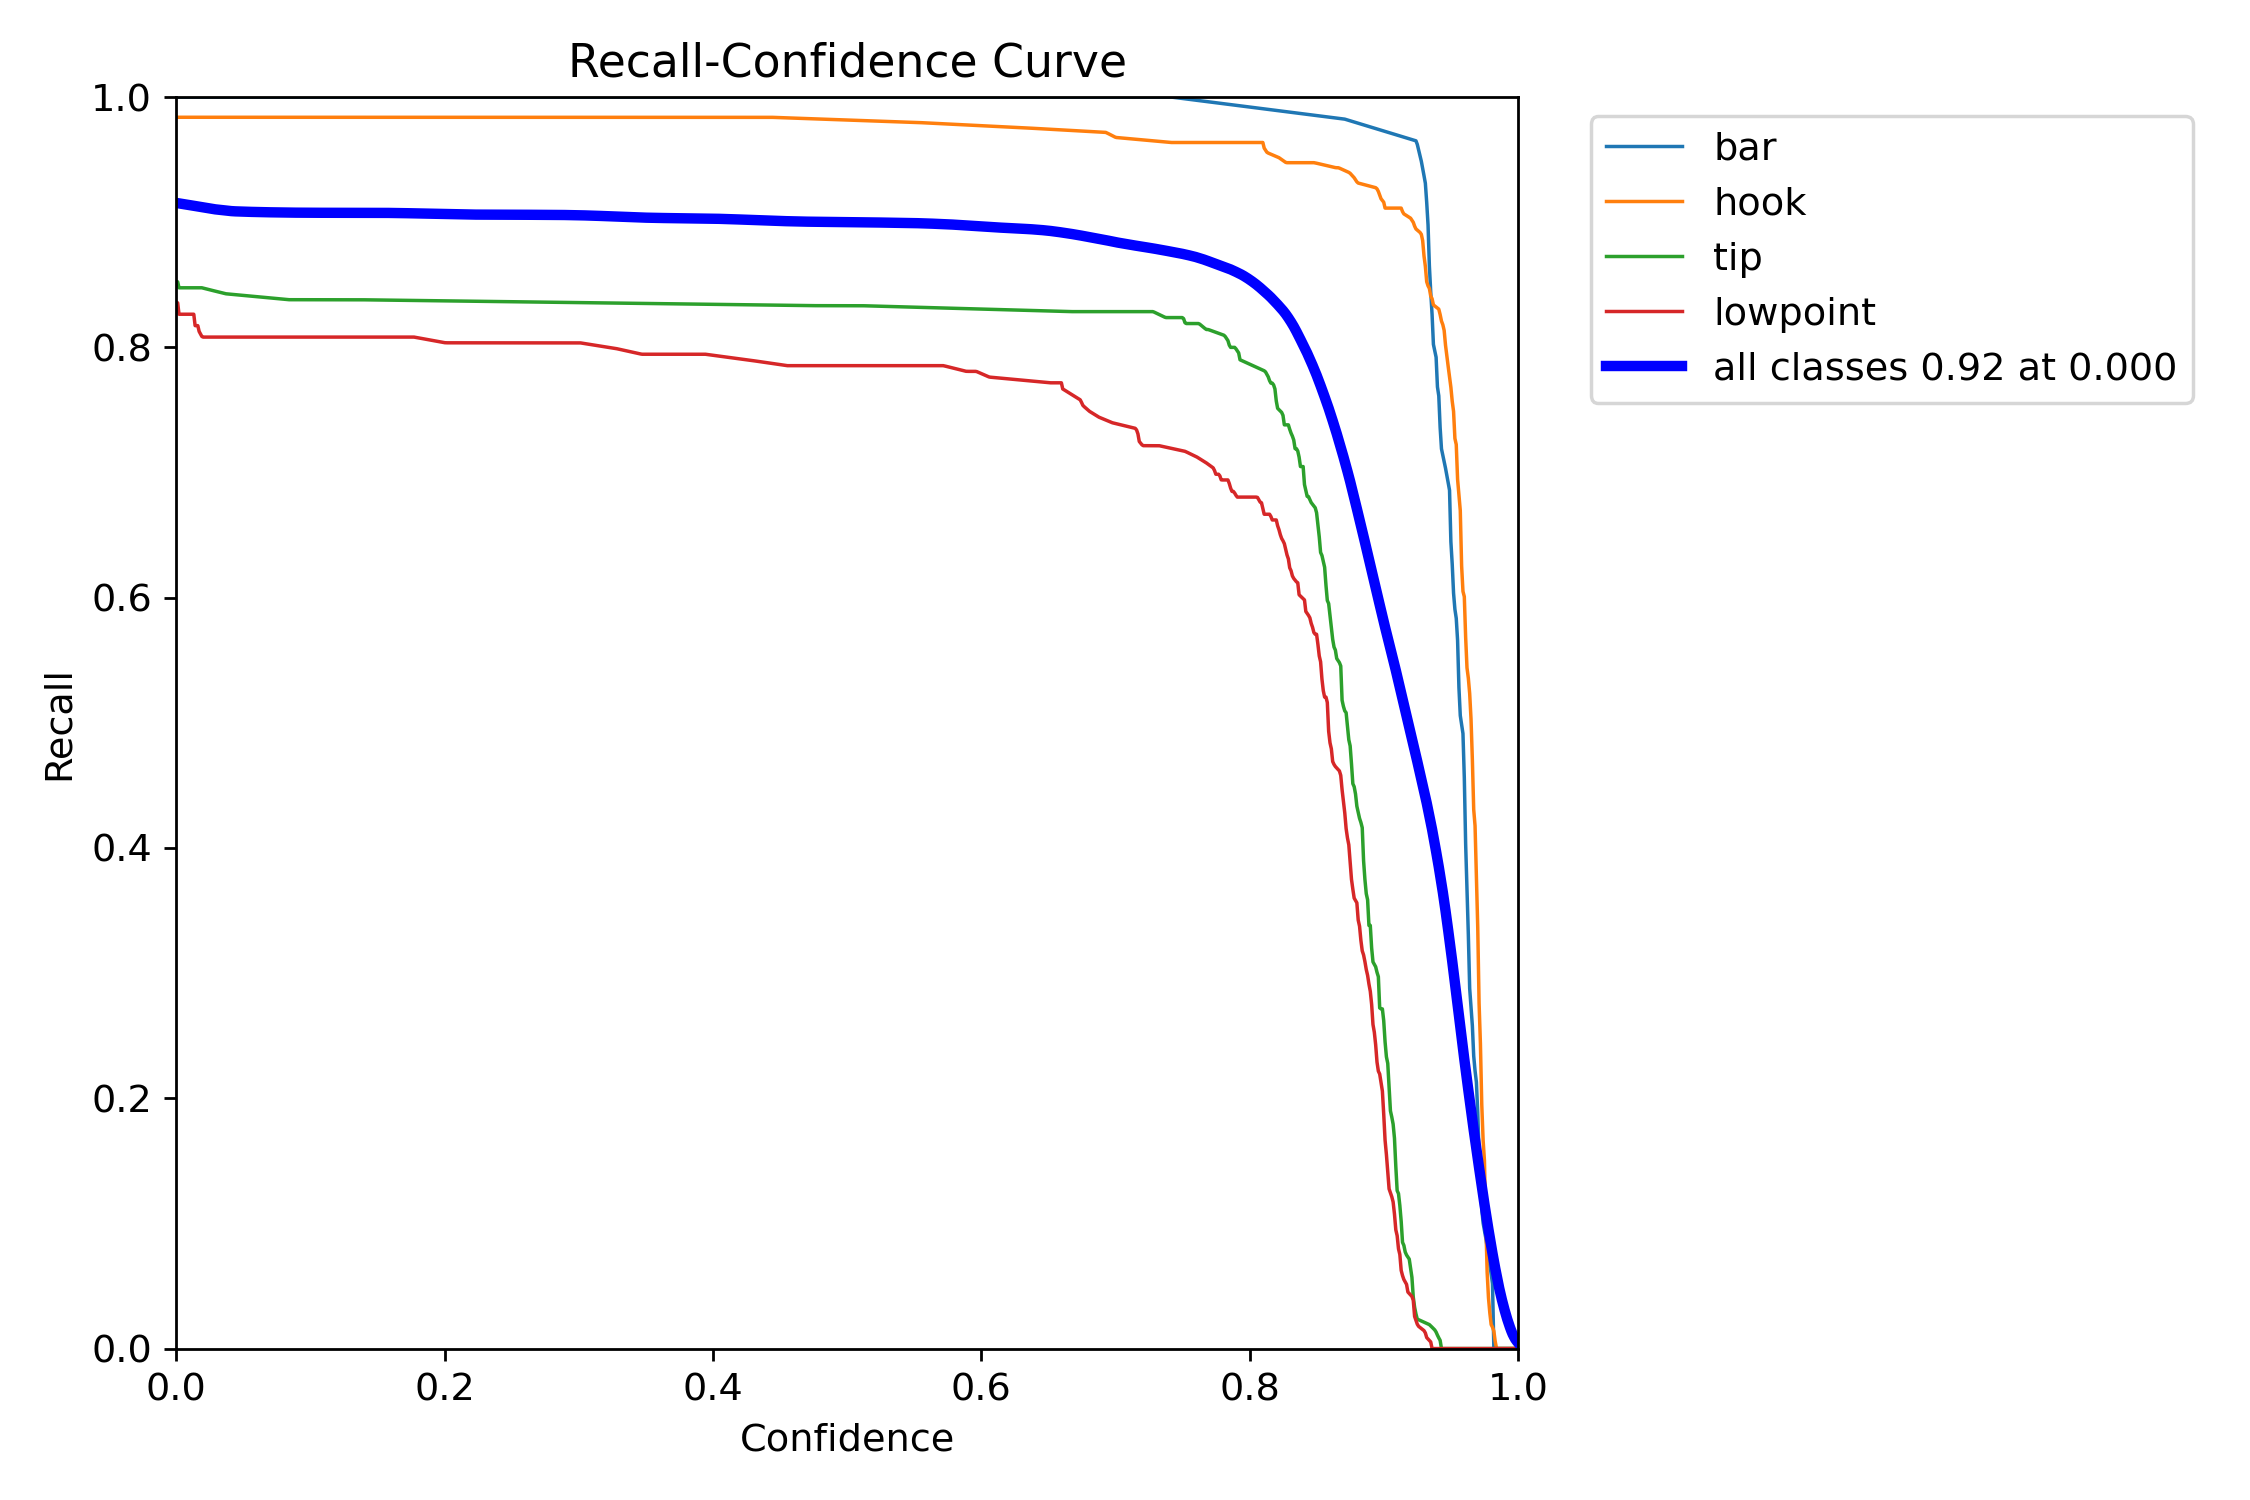 Recall-Confidence Curve
1.0
0.8
0.6
0.4
0.2
0.0
Recall
0.0 0.2 0.4 0.6 0.8 1.0
Confidence
bar
hook
tip
lowpoint
all classes 0.92 at 0.000